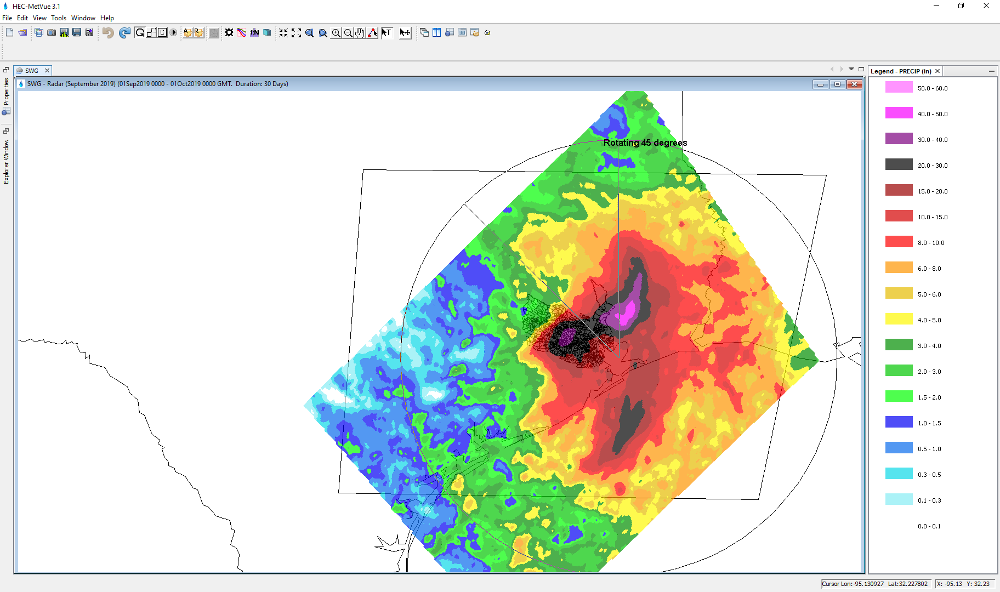 HEC-MetVue 3.1
File Edit View Tools Window Help
SWG
SWG - Radar (September 2019) (01Sep2019 0000 - 01Oct2019 0000 GMT. Duration: 30 Days)
Properties
Explorer Window
Rotating 45 degrees
Legend - PRECIP (in)
50.0 - 60.0
40.0 - 50.0
30.0 - 40.0
20.0 - 30.0
15.0 - 20.0
10.0 - 15.0
8.0 - 10.0
6.0 - 8.0
5.0 - 6.0
4.0 - 5.0
3.0 - 4.0
2.0 - 3.0
1.5 - 2.0
1.0 - 1.5
0.5 - 1.0
0.3 - 0.5
0.1 - 0.3
0.0 - 0.1
Cursor Lon:-95.130927 Lat:32.227802
X: -95.13 Y: 32.23